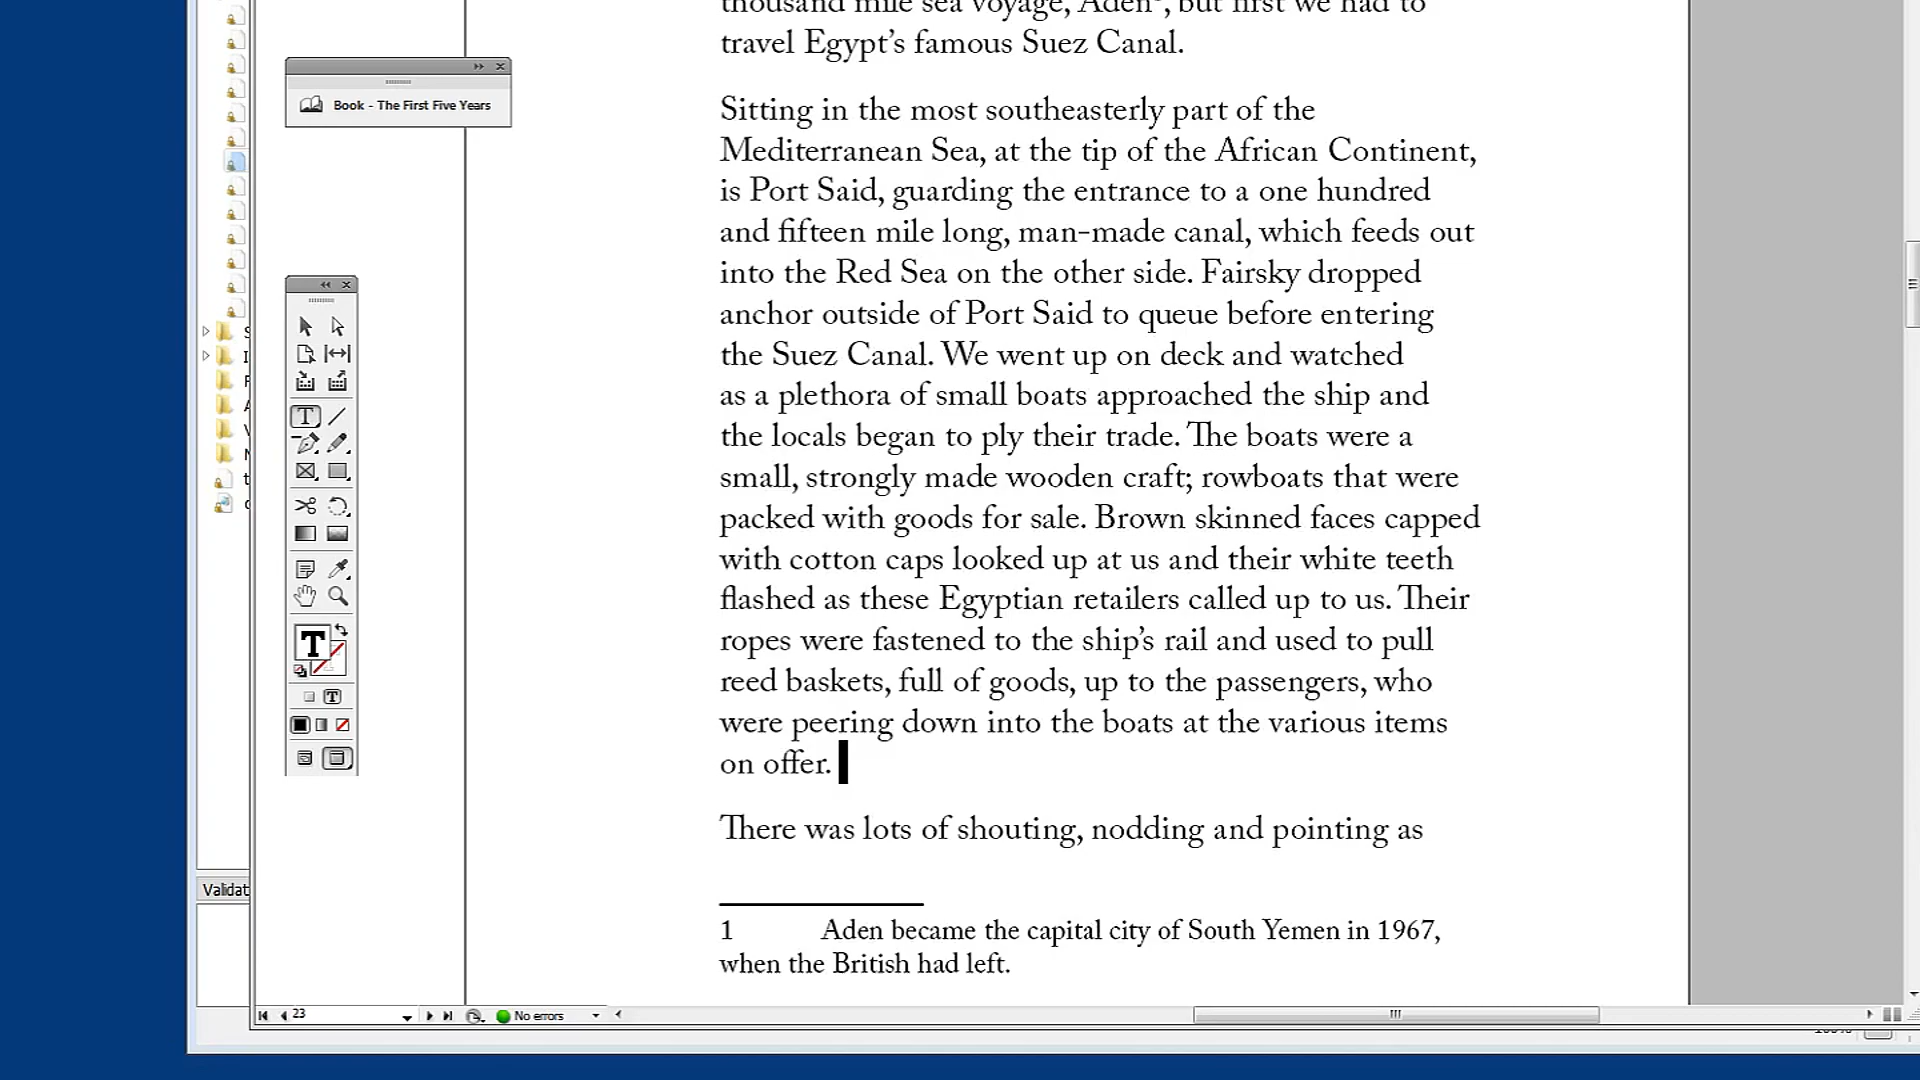 thousand mile sea voyage, Aden¹, but first we had to
travel Egypt’s famous Suez Canal.
Book - The First Five Years
Sitting in the most southeasterly part of the
Mediterranean Sea, at the tip of the African Continent,
is Port Said, guarding the entrance to a one hundred
and fifteen mile long, man-made canal, which feeds out
into the Red Sea on the other side. Fairsky dropped
anchor outside of Port Said to queue before entering
the Suez Canal. We went up on deck and watched
as a plethora of small boats approached the ship and
the locals began to ply their trade. The boats were a
small, strongly made wooden craft; rowboats that were
packed with goods for sale. Brown skinned faces capped
with cotton caps looked up at us and their white teeth
flashed as these Egyptian retailers called up to us. Their
ropes were fastened to the ship’s rail and used to pull
reed baskets, full of goods, up to the passengers, who
were peering down into the boats at the various items
on offer.
There was lots of shouting, nodding and pointing as
Validat
1 Aden became the capital city of South Yemen in 1967,
when the British had left.
23
No errors